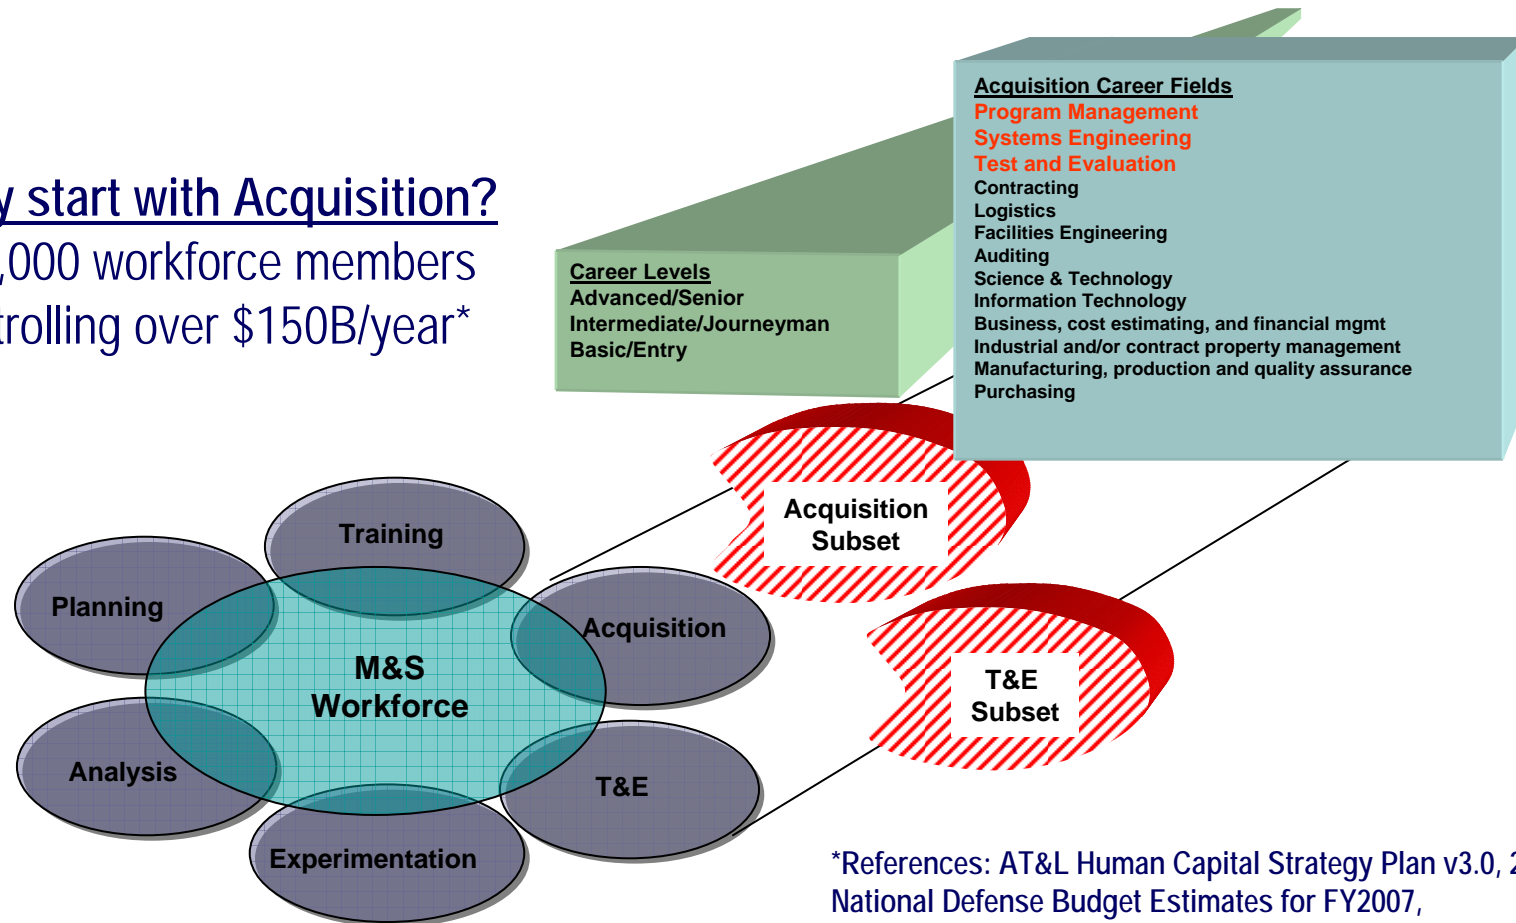 start with Acquisition?
,000 workforce members
over $150B/year*
Acquisition Career Fields
Program Management
Systems Engineering
Test and Evaluation
Contracting
Logistics
Facilities Engineering
Auditing
Science & Technology
Information Technology
Business, cost estimating, and financial mgmt
Industrial and/or contract property management
Manufacturing, production and quality assurance
Purchasing
Career Levels
Advanced/Senior
Intermediate/Journeyman
Basic/Entry
Acquisition
Subset
T&E
Subset
Training
Planning
Acquisition
M&S
Workforce
Analysis
T&E
Experimentation
*References: AT&L Human Capital Strategy Plan v3.0,
National Defense Budget Estimates for FY2007,